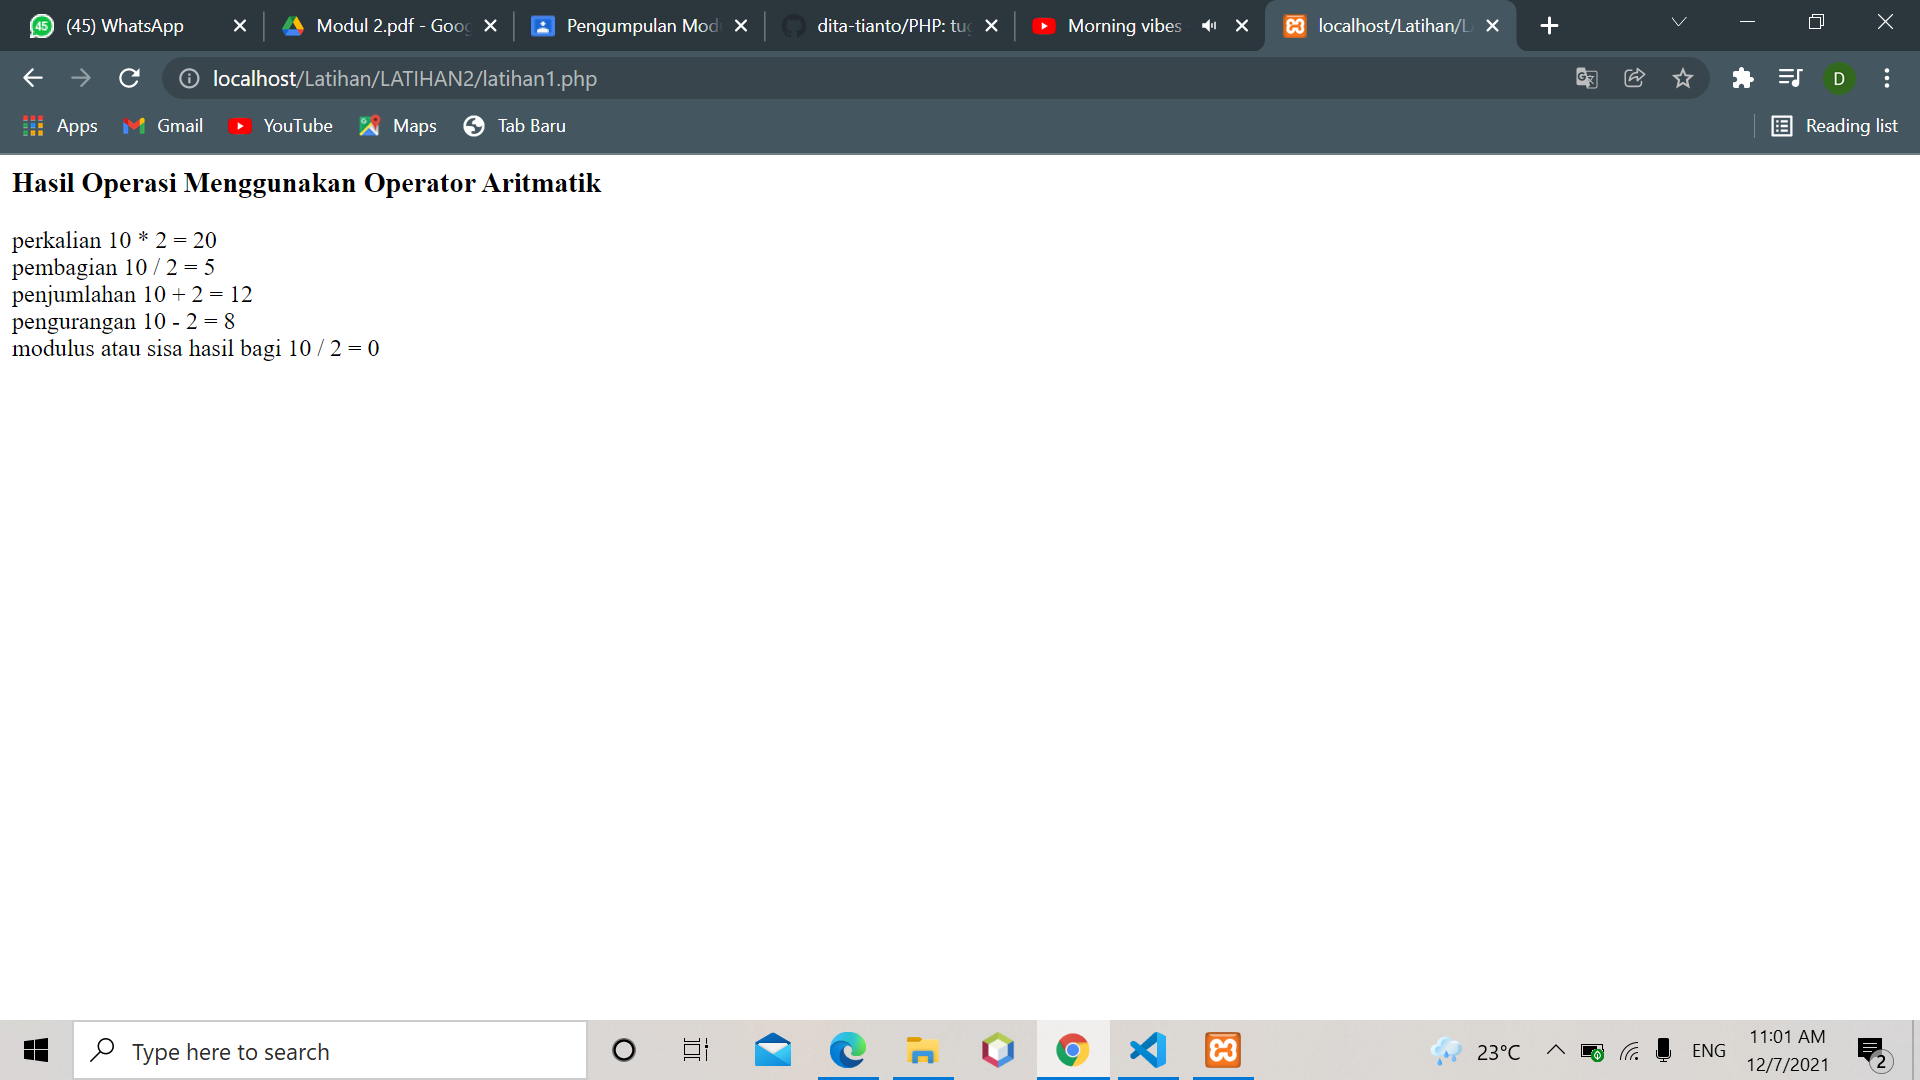 45 (45) WhatsApp
Modul 2.pdf - Goog
Pengumpulan Mod
dita-tianto/PHP: tug
Morning vibes
localhost/Latihan/L
localhost/Latihan/LATIHAN2/latihan1.php
D
Apps
Gmail
YouTube
Maps
Tab Baru
Reading list
Hasil Operasi Menggunakan Operator Aritmatik
perkalian 10 * 2 = 20
pembagian 10 / 2 = 5
penjumlahan 10 + 2 = 12
pengurangan 10 - 2 = 8
modulus atau sisa hasil bagi 10 / 2 = 0
Type here to search
23°C
ENG
11:01 AM
12/7/2021
2